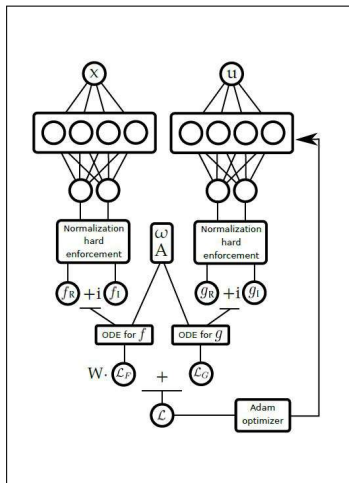 x u
Normalization
hard
enforcement
Normalization
hard
enforcement
ω
A
f_R +i f_I
g_R +i g_I
ODE for f
ODE for g
W· 𝓛_F + 𝓛_G
𝓛
Adam
optimizer